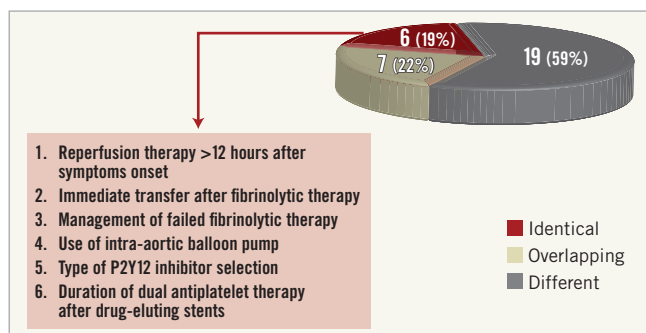 6 (19%)
19 (59%)
7 (22%)
1. Reperfusion therapy >12 hours after
symptoms onset
2. Immediate transfer after fibrinolytic therapy
3. Management of failed fibrinolytic therapy
4. Use of intra-aortic balloon pump
5. Type of P2Y12 inhibitor selection
6. Duration of dual antiplatelet therapy
after drug-eluting stents
Identical
Overlapping
Different